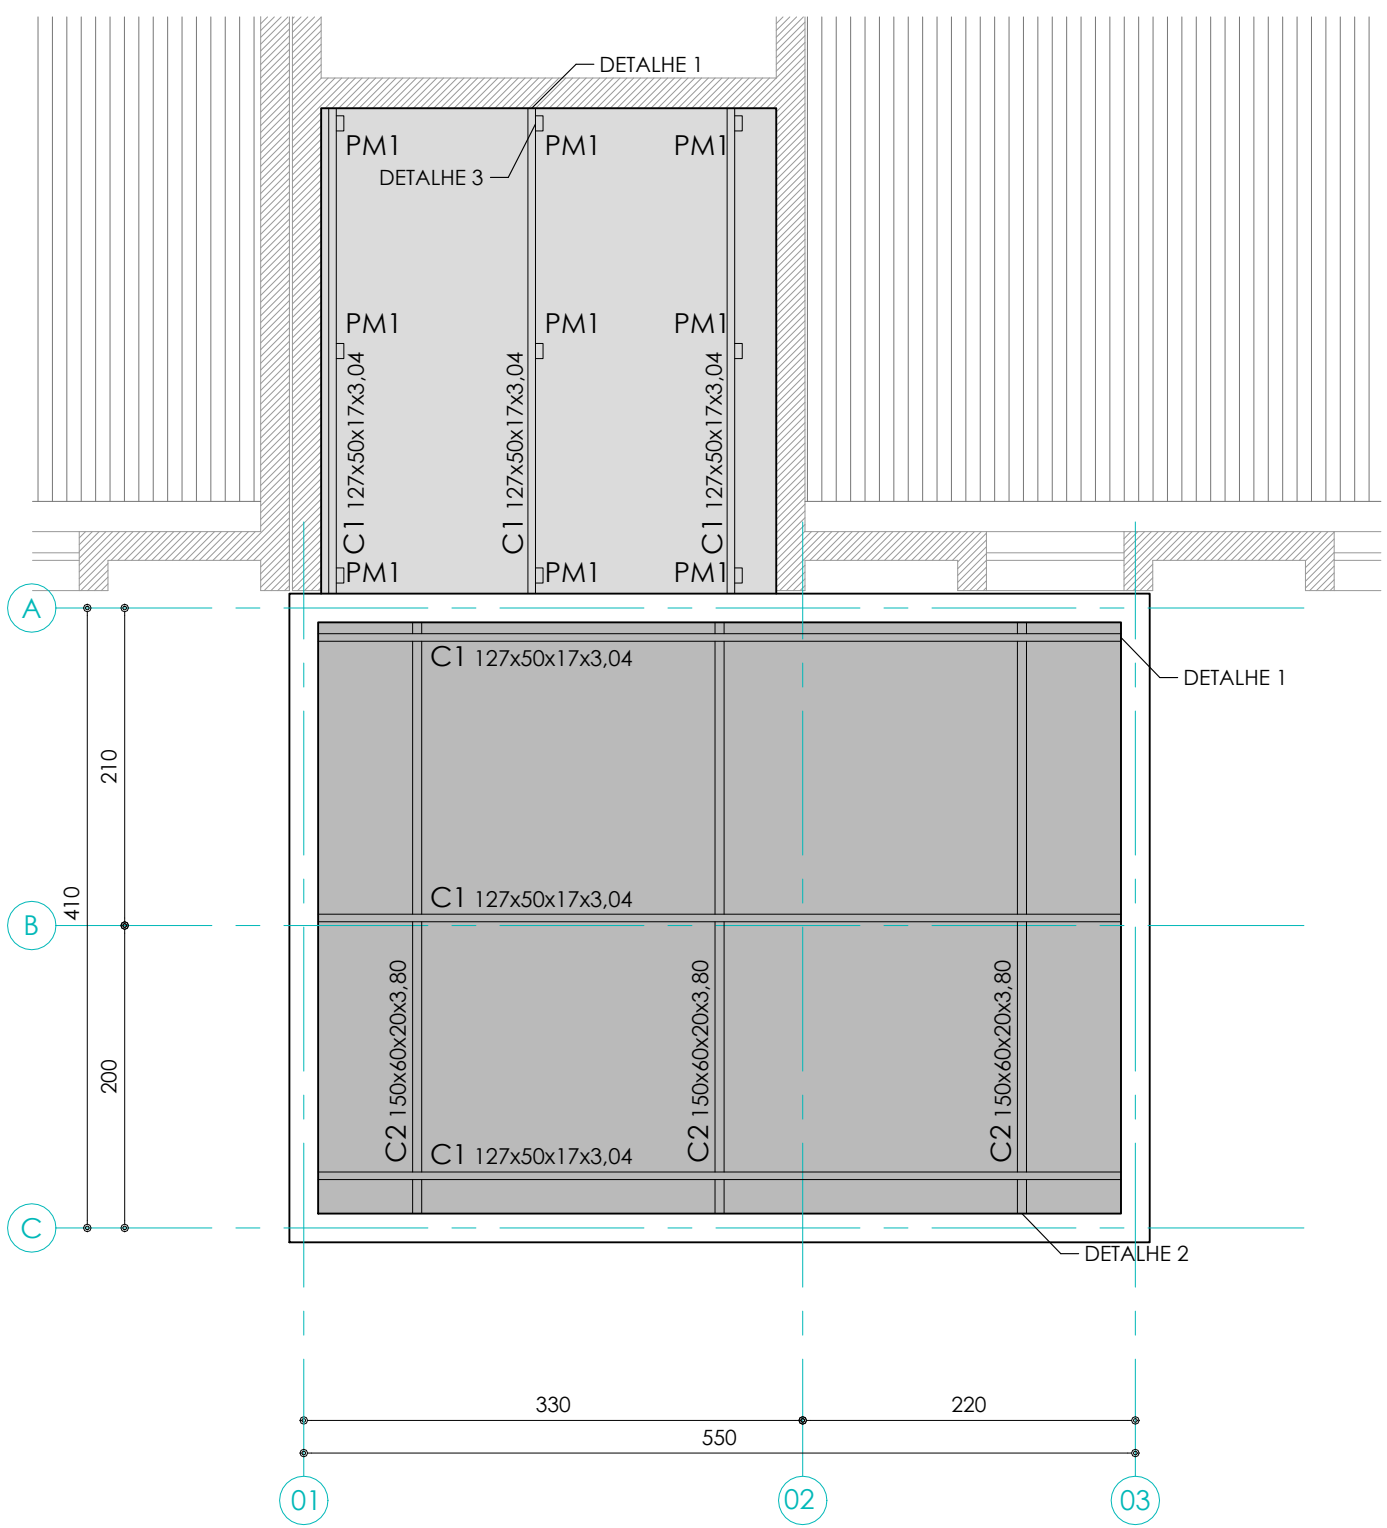 DETALHE 1
PM1
PM1
PM1
DETALHE 3
PM1
PM1
PM1
C1 127x50x17x3,04
C1 127x50x17x3,04
C1 127x50x17x3,04
PM1
PM1
PM1
A
C1 127x50x17x3,04
DETALHE 1
210
410
C1 127x50x17x3,04
B
200
C2 150x60x20x3,80
C2 150x60x20x3,80
C2 150x60x20x3,80
C1 127x50x17x3,04
C
DETALHE 2
330
220
550
01
02
03